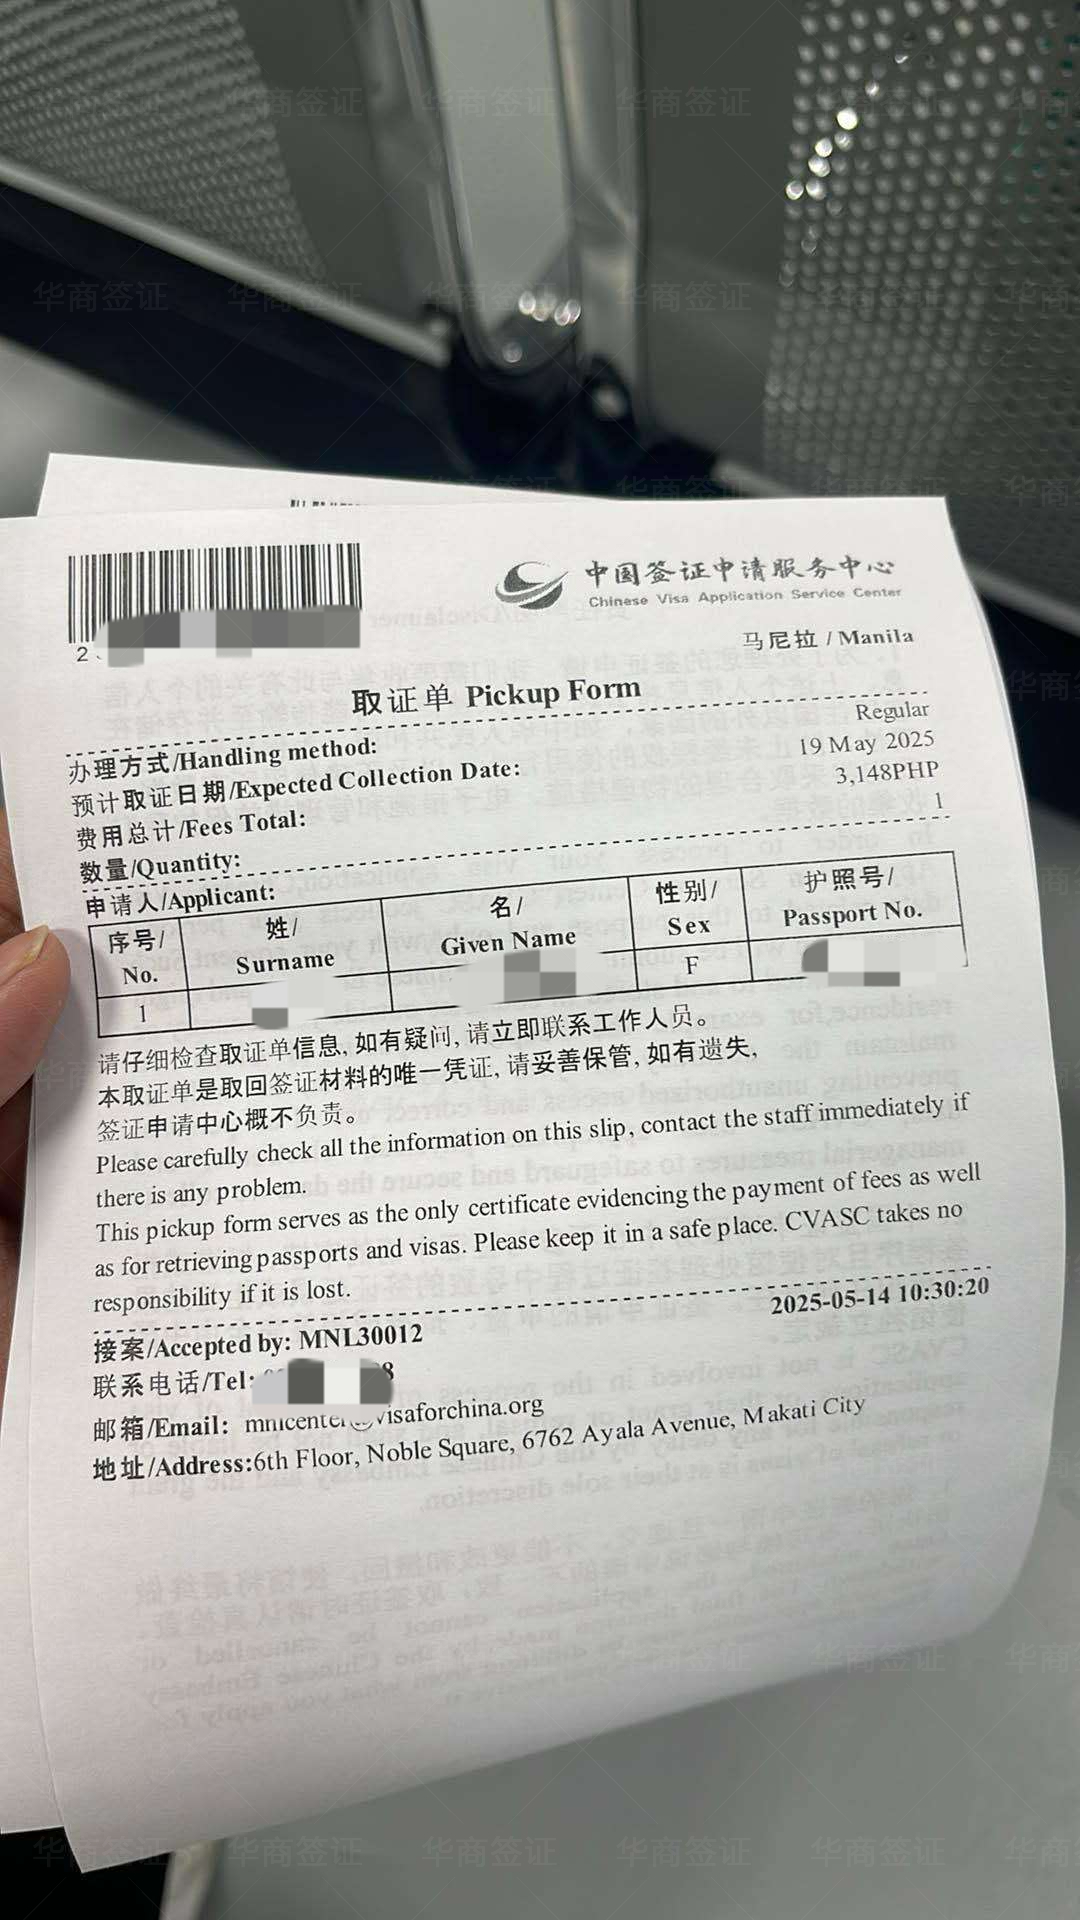 中国签证申请服务中心
Chinese Visa Application Service Center
马尼拉 / Manila
2
取证单 Pickup Form
办理方式/Handling method: Regular
预计取证日期/Expected Collection Date: 19 May 2025
费用总计/Fees Total: 3,148PHP
数量/Quantity: 1
申请人/Applicant:
序号/ No. 姓/ Surname 名/ Given Name 性别/ Sex 护照号/ Passport No.
1 F
请仔细检查取证单信息, 如有疑问, 请立即联系工作人员。
本取证单是取回签证材料的唯一凭证, 请妥善保管, 如有遗失,
签证申请中心概不负责。
Please carefully check all the information on this slip, contact the staff immediately if
there is any problem.
This pickup form serves as the only certificate evidencing the payment of fees as well
as for retrieving passports and visas. Please keep it in a safe place. CVASC takes no
responsibility if it is lost.
2025-05-14 10:30:20
接案/Accepted by: MNL30012
联系电话/Tel: 8
邮箱/Email: mnlcenter@visaforchina.org
地址/Address:6th Floor, Noble Square, 6762 Ayala Avenue, Makati City
华商签证